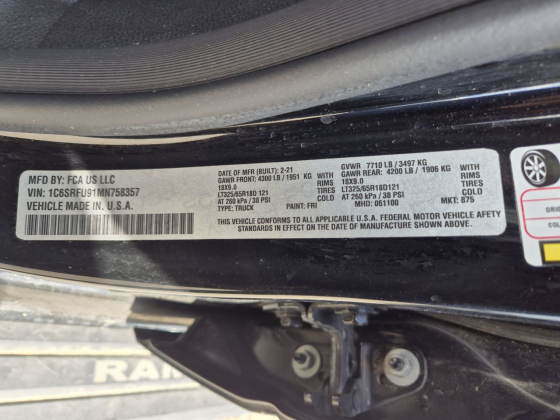 MFD BY: FCA US LLC
VIN: 1C6SRFU91MN758357
VEHICLE MADE IN U.S.A.
DATE OF MFR (BUILT): 2-21
GAWR FRONT: 4300 LB / 1951 KG WITH
18X9.0 RIMS
LT325/65R18D 121 TIRES
AT 260 kPa / 38 PSI COLD
TYPE: TRUCK PAINT: FRI
GVWR 7710 LB / 3497 KG
GAWR REAR: 4200 LB / 1906 KG WITH
18X9.0 RIMS
LT325/65R18D121 TIRES
AT 260 kPa / 38 PSI COLD
MHD: 061100 MKT: 875
THIS VEHICLE CONFORMS TO ALL APPLICABLE U.S.A. FEDERAL MOTOR VEHICLE AFETY
STANDARDS IN EFFECT ON THE DATE OF MANUFACTURE SHOWN ABOVE.
ORI
COL
RAM